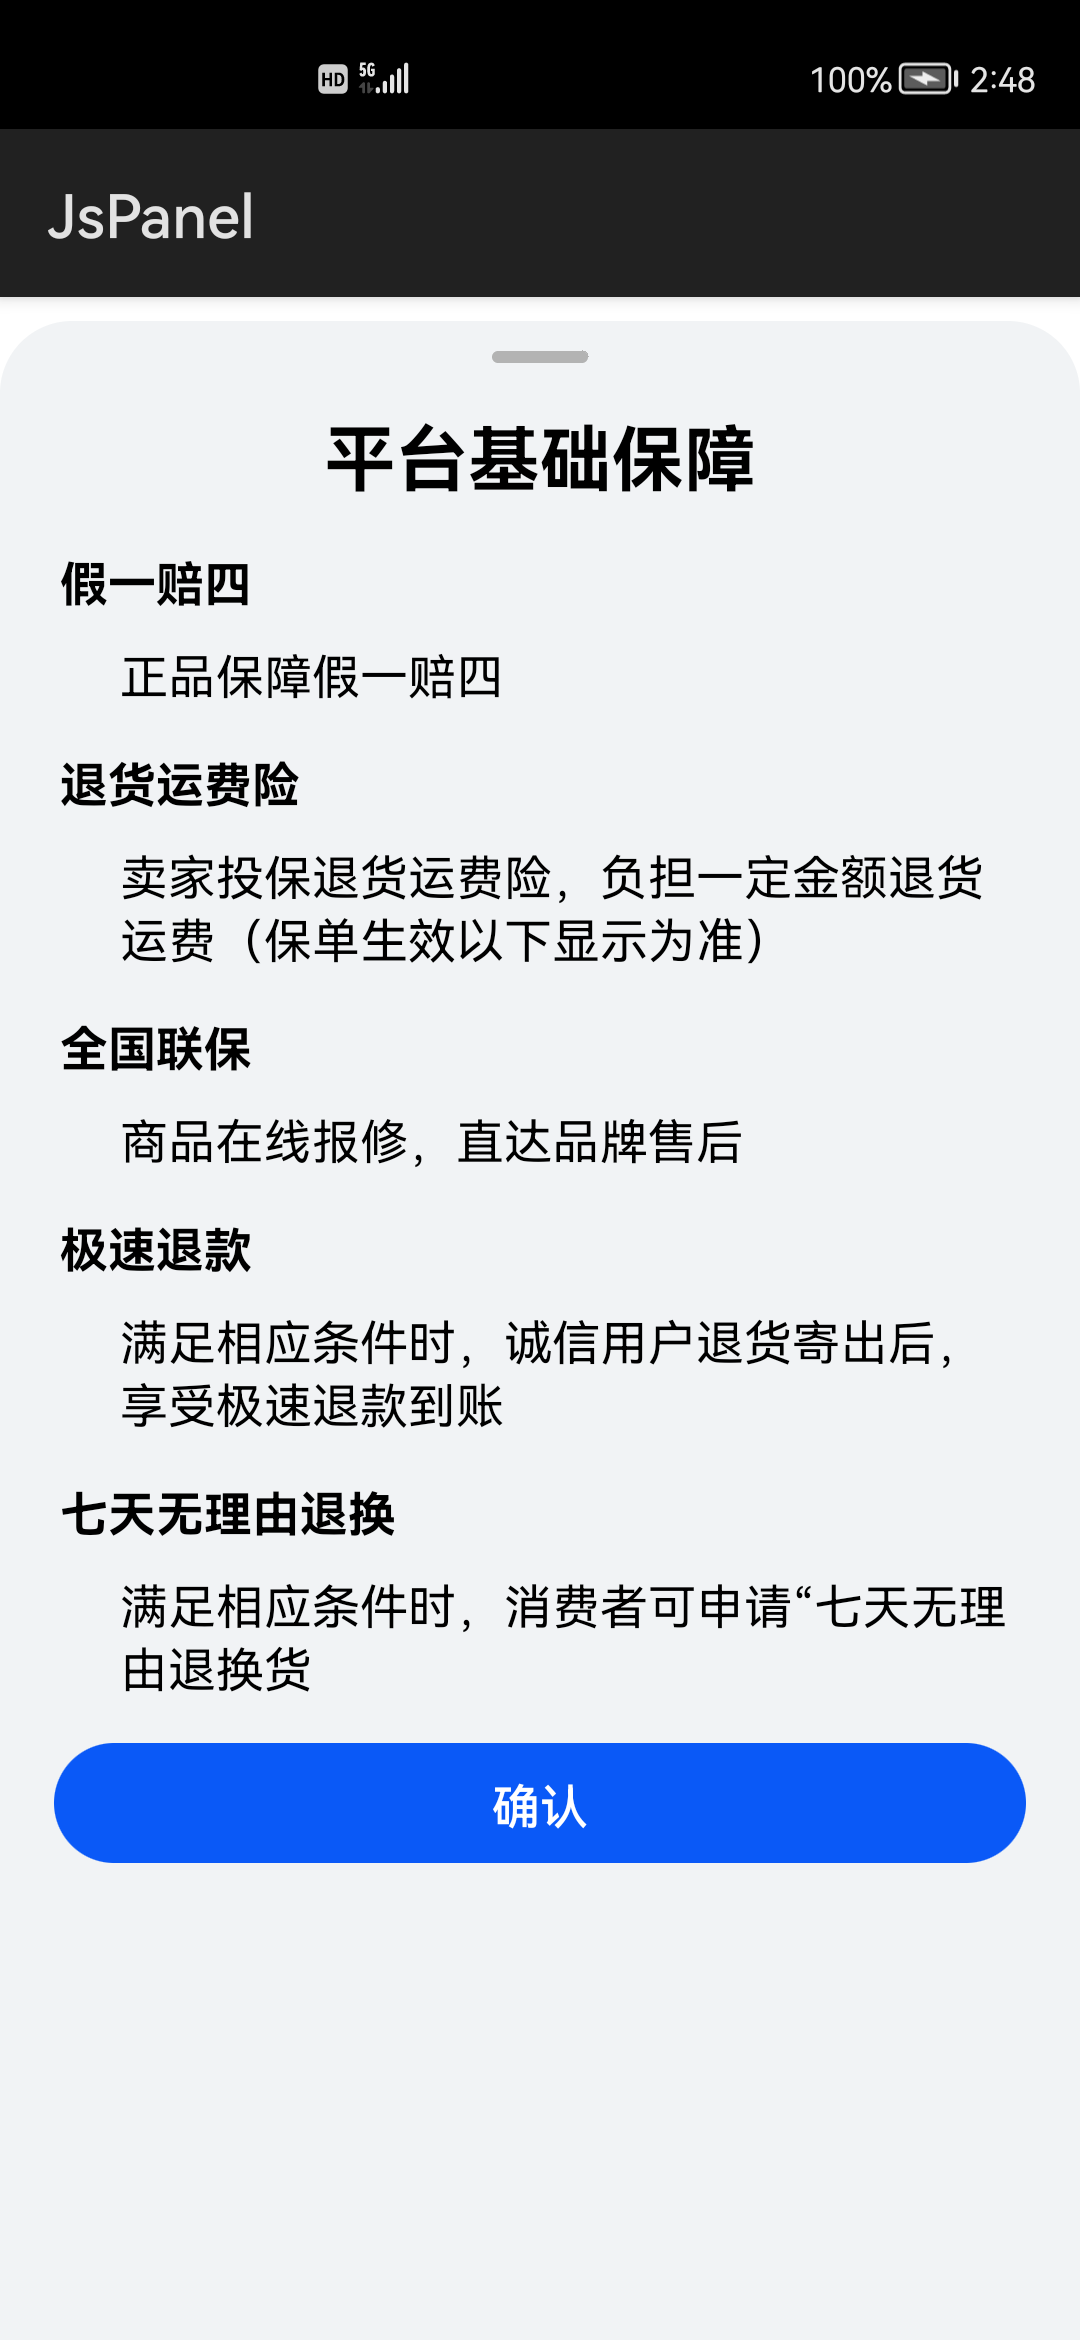 HD 5G 100% 2:48
JsPanel
平台基础保障
假一赔四
正品保障假一赔四
退货运费险
卖家投保退货运费险，负担一定金额退货
运费（保单生效以下显示为准）
全国联保
商品在线报修，直达品牌售后
极速退款
满足相应条件时，诚信用户退货寄出后，
享受极速退款到账
七天无理由退换
满足相应条件时，消费者可申请“七天无理
由退换货
确认